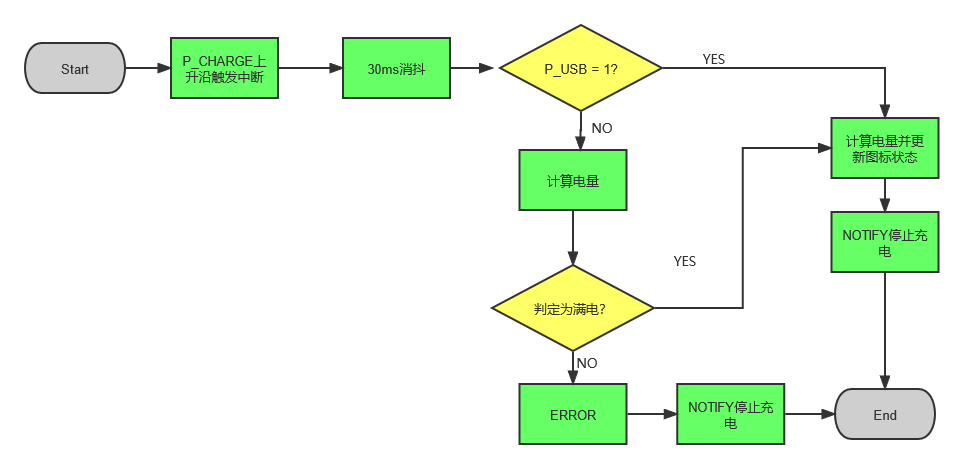 Start
P_CHARGE上
升沿触发中断
30ms消抖
P_USB = 1?
YES
NO
计算电量
计算电量并更
新图标状态
NOTIFY停止充
电
YES
判定为满电?
NO
ERROR
NOTIFY停止充
电
End